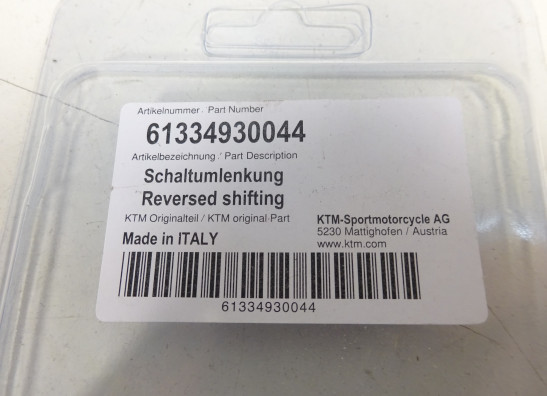 Artikelnummer · Part Number
61334930044
Artikelbezeichnung / Part Description
Schaltumlenkung
Reversed shifting
KTM Originalteil / KTM original-Part
KTM-Sportmotorcycle AG
Made in ITALY
5230 Mattighofen / Austria
www.ktm.com
61334930044